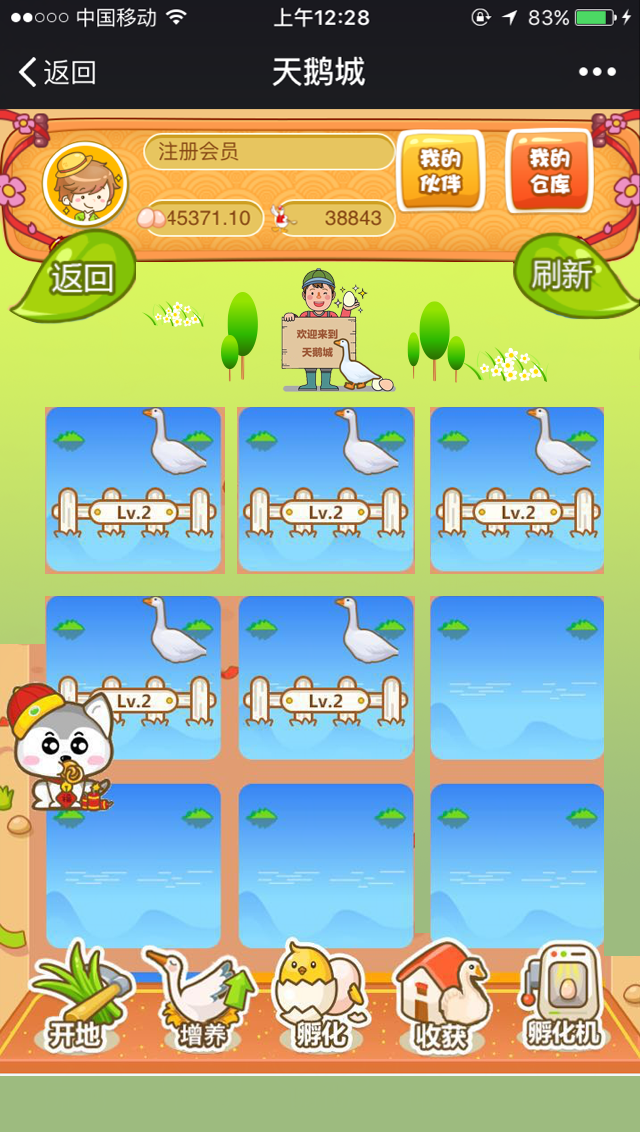 中国移动
上午12:28
83%
返回
天鹅城
注册会员
我的
伙伴
我的
仓库
45371.10
38843
返回
刷新
欢迎来到
天鹅城
Lv.2
Lv.2
Lv.2
Lv.2
Lv.2
福
开地
增养
孵化
收获
孵化机